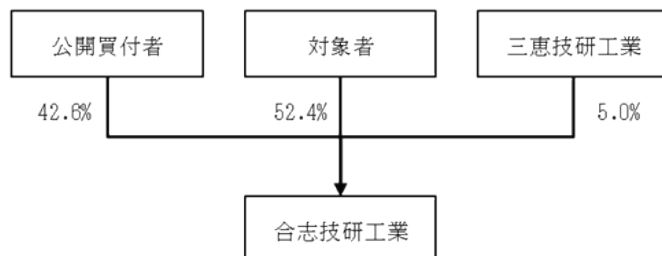 公開買付者
対象者
三恵技研工業
42.6%
52.4%
5.0%
合志技研工業